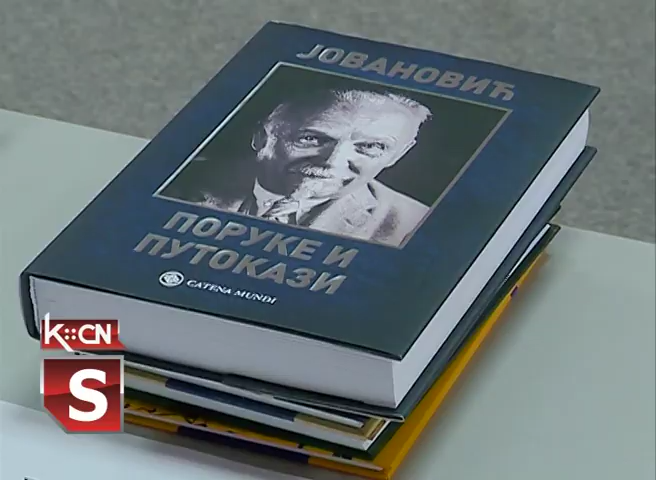 ЈОВАНОВИЋ
ПОРУКЕ И
ПУТОКАЗИ
CATENA MUNDI
K::CN
S